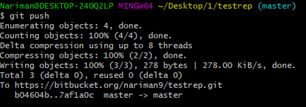 Nariman@DESKTOP-240Q2LP MINGW64 ~/Desktop/1/testrep (master)
$ git push
Enumerating objects: 4, done.
Counting objects: 100% (4/4), done.
Delta compression using up to 8 threads
Compressing objects: 100% (2/2), done.
Writing objects: 100% (3/3), 278 bytes | 278.00 KiB/s, done.
Total 3 (delta 0), reused 0 (delta 0)
To https://bitbucket.org/nariman9/testrep.git
b04604b..7af1a0c master -> master